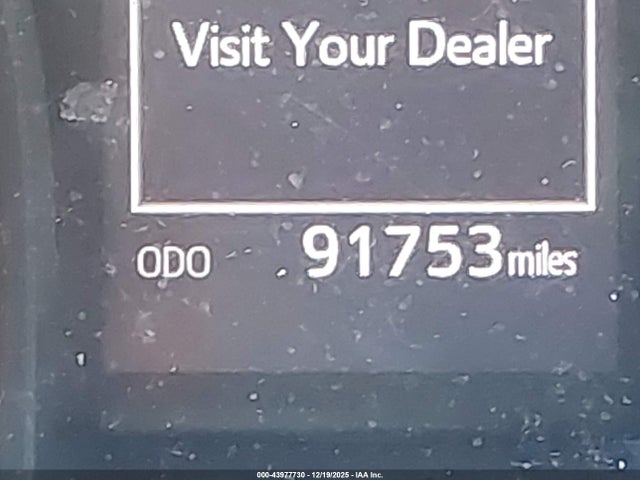 Visit Your Dealer
ODO 91753 miles
000-43977730 - 12/19/2025 - IAA Inc.